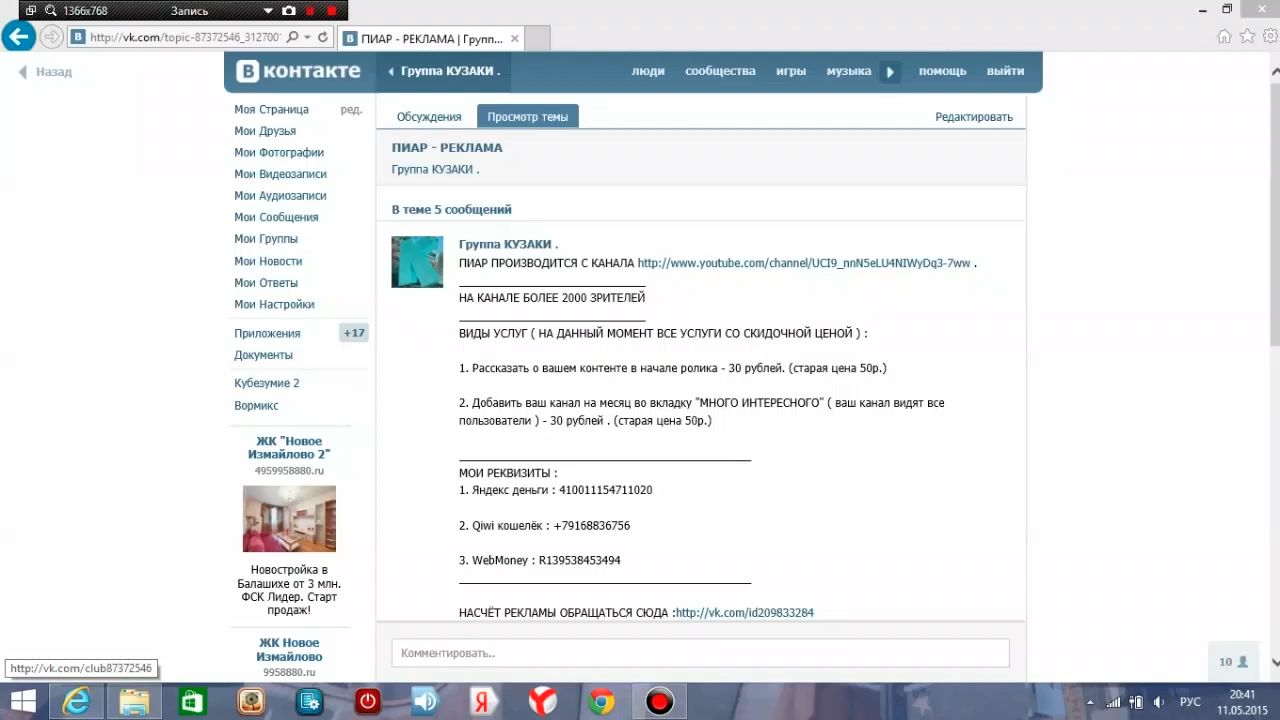 1366x768 Запись
http://vk.com/topic-87372546_312700
ПИАР - РЕКЛАМА | Групп...
Назад
В контакте
Группа КУЗАКИ .
люди сообщества игры музыка помощь выйти
Моя Страница ред.
Мои Друзья
Мои Фотографии
Мои Видеозаписи
Мои Аудиозаписи
Мои Сообщения
Мои Группы
Мои Новости
Мои Ответы
Мои Настройки
Приложения +17
Документы
Кубезумие 2
Вормикс
ЖК "Новое
Измайлово 2"
4959958880.ru
Новостройка в
Балашихе от 3 млн.
ФСК Лидер. Старт
продаж!
ЖК Новое
Измайлово
9958880.ru
Обсуждения Просмотр темы Редактировать
ПИАР - РЕКЛАМА
Группа КУЗАКИ .
В теме 5 сообщений
Группа КУЗАКИ .
ПИАР ПРОИЗВОДИТСЯ С КАНАЛА http://www.youtube.com/channel/UCI9_nnN5eLU4NIWyDq3-7ww .
НА КАНАЛЕ БОЛЕЕ 2000 ЗРИТЕЛЕЙ
ВИДЫ УСЛУГ ( НА ДАННЫЙ МОМЕНТ ВСЕ УСЛУГИ СО СКИДОЧНОЙ ЦЕНОЙ ) :
1. Рассказать о вашем контенте в начале ролика - 30 рублей. (старая цена 50р.)
2. Добавить ваш канал на месяц во вкладку "МНОГО ИНТЕРЕСНОГО" ( ваш канал видят все
пользователи ) - 30 рублей . (старая цена 50р.)
МОИ РЕКВИЗИТЫ :
1. Яндекс деньги : 410011154711020
2. Qiwi кошелёк : +79168836756
3. WebMoney : R139538453494
НАСЧЁТ РЕКЛАМЫ ОБРАЩАТЬСЯ СЮДА :http://vk.com/id209833284
Комментировать..
10
http://vk.com/club87372546
РУС
20:41
11.05.2015